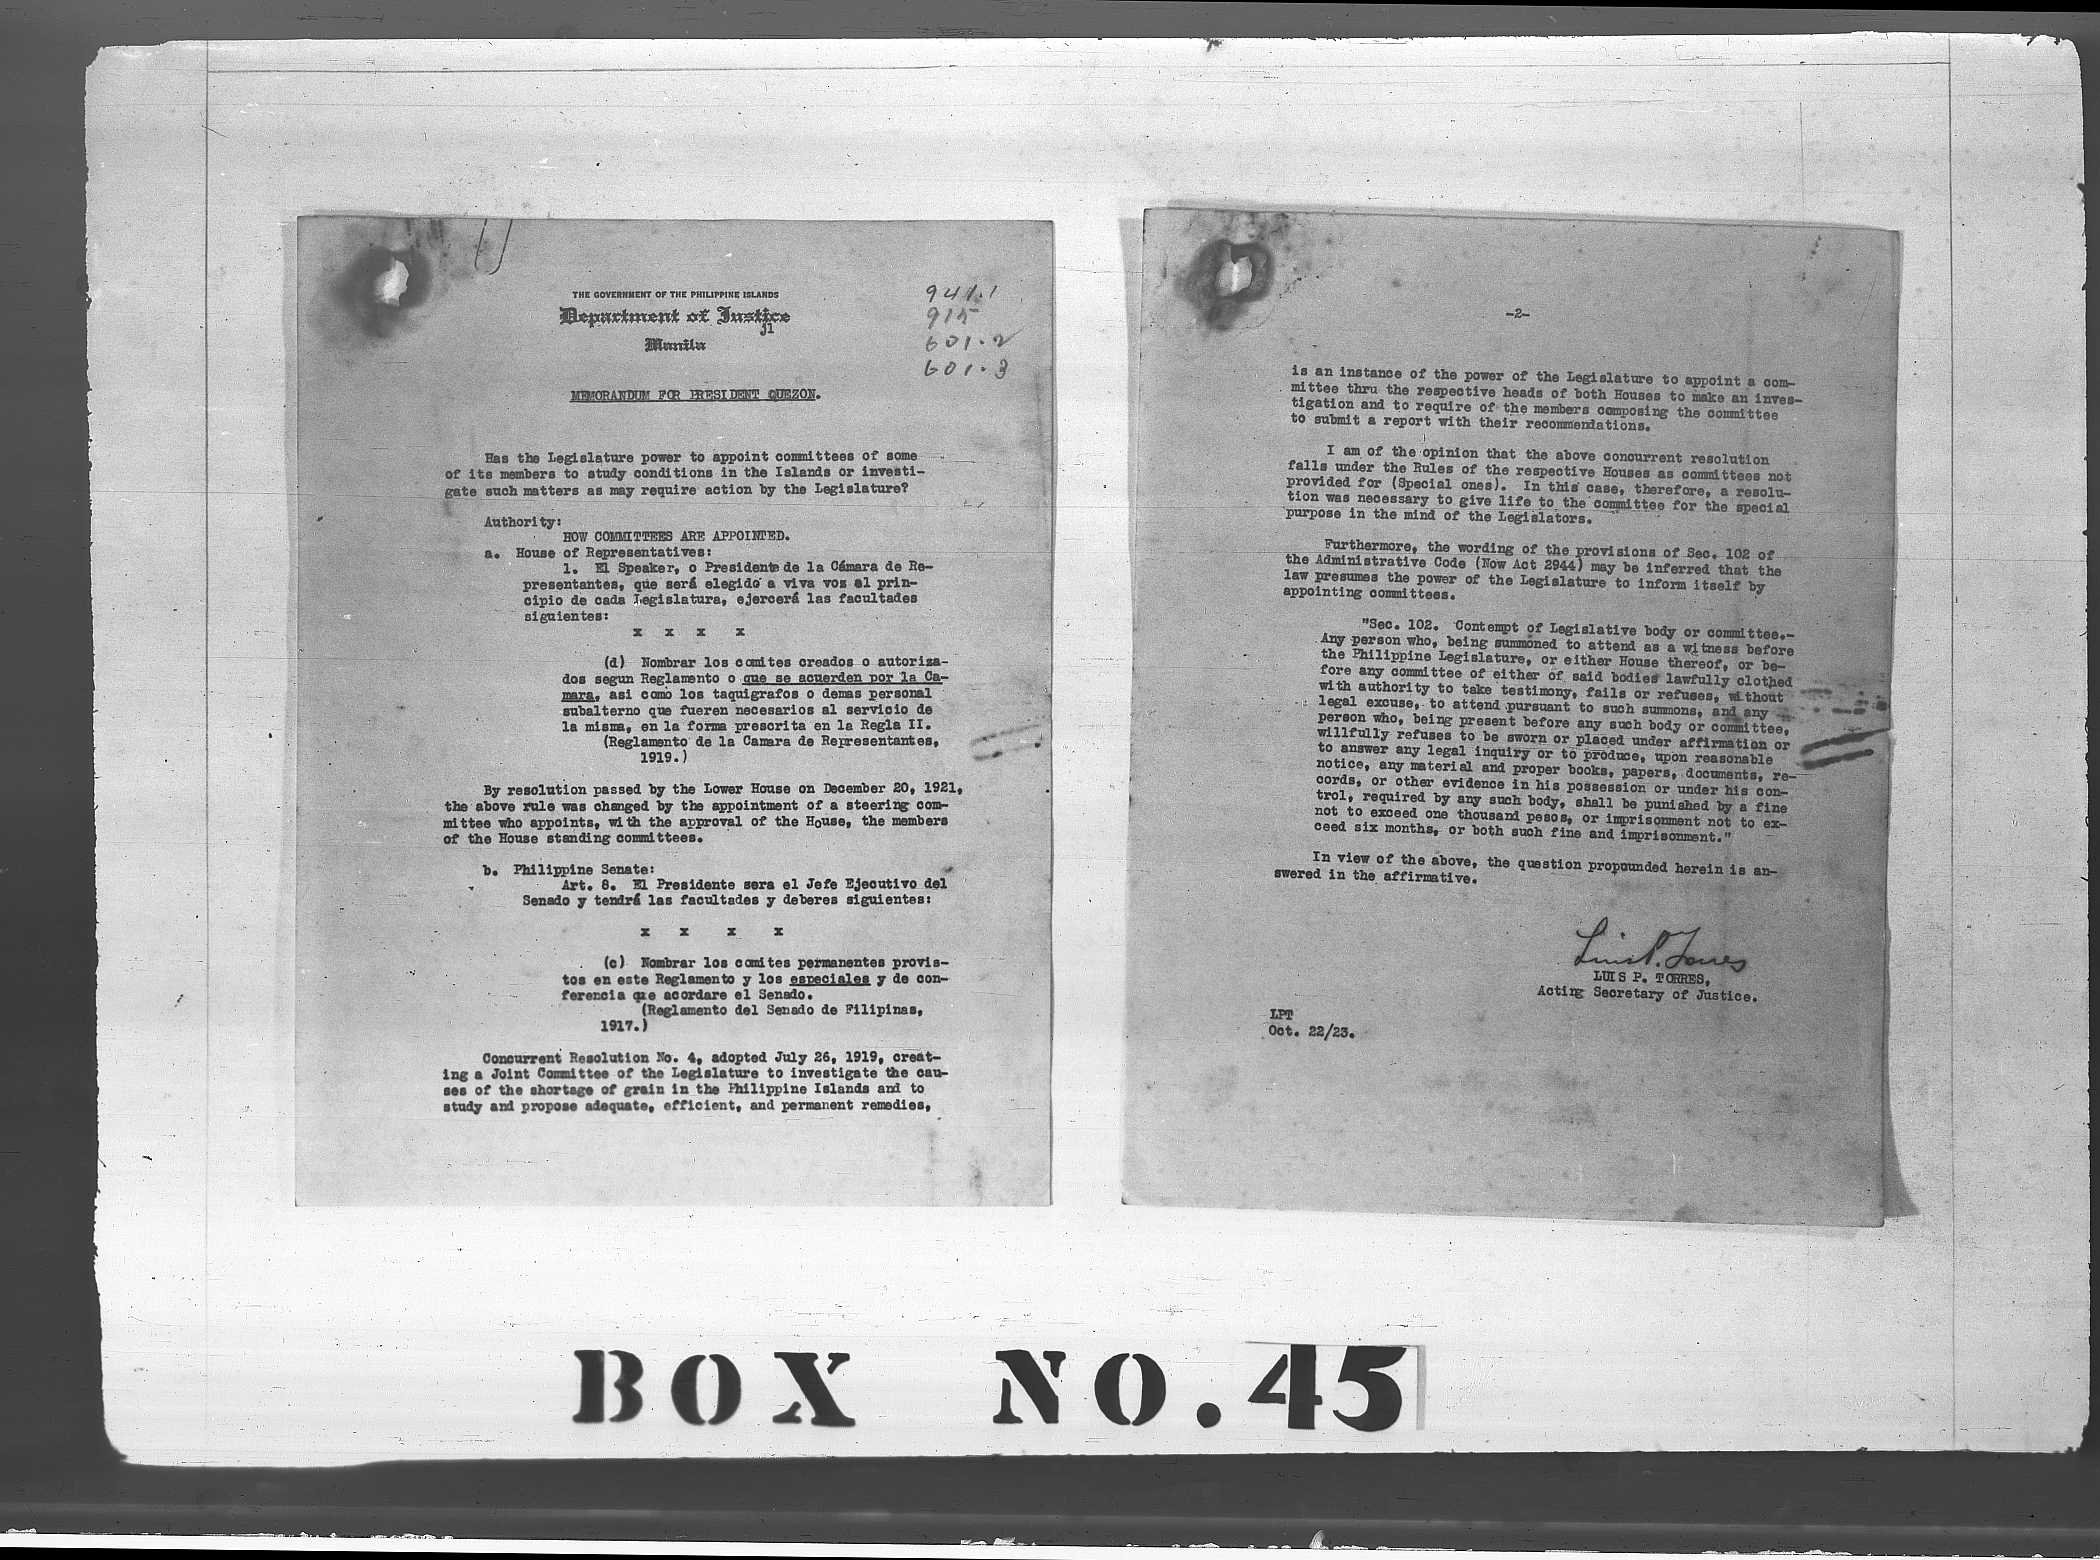 THE GOVERNMENT OF THE PHILIPPINE ISLANDS
Department of Justice
jl
Manila
941.1
915
601.2
601.3
MEMORANDUM FOR PRESIDENT QUEZON.
Has the Legislature power to appoint committees of some
of its members to study conditions in the Islands or investi-
gate such matters as may require action by the Legislature?
Authority:
HOW COMMITTEES ARE APPOINTED.
a. House of Representatives:
1. El Speaker, o Presidente de la Cámara de Re-
presentantes, que será elegido a viva voz al prin-
cipio de cada Legislatura, ejercerá las facultades
siguientes:
x x x x
(d) Nombrar los comites creados o autoriza-
dos segun Reglamento o que se acuerden por la Ca-
mara, asi como los taquigrafos o demas personal
subalterno que fueren necesarios al servicio de
la misma, en la forma prescrita en la Regla II.
(Reglamento de la Camara de Representantes,
1919.)
By resolution passed by the Lower House on December 20, 1921,
the above rule was changed by the appointment of a steering com-
mittee who appoints, with the approval of the House, the members
of the House standing committees.
b. Philippine Senate:
Art. 8. El Presidente sera el Jefe Ejecutivo del
Senado y tendrá las facultades y deberes siguientes:
x x x x
(c) Nombrar los comites permanentes provis-
tos en este Reglamento y los especiales y de con-
ferencia que acordare el Senado.
(Reglamento del Senado de Filipinas,
1917.)
Concurrent Resolution No. 4, adopted July 26, 1919, creat-
ing a Joint Committee of the Legislature to investigate the cau-
ses of the shortage of grain in the Philippine Islands and to
study and propose adequate, efficient, and permanent remedies,
-2-
is an instance of the power of the Legislature to appoint a com-
mittee thru the respective heads of both Houses to make an inves-
tigation and to require of the members composing the committee
to submit a report with their recommendations.
I am of the opinion that the above concurrent resolution
falls under the Rules of the respective Houses as committees not
provided for (Special ones). In this case, therefore, a resolu-
tion was necessary to give life to the committee for the special
purpose in the mind of the Legislators.
Furthermore, the wording of the provisions of Sec. 102 of
the Administrative Code (Now Act 2944) may be inferred that the
law presumes the power of the Legislature to inform itself by
appointing committees.
"Sec. 102. Contempt of Legislative body or committee.-
Any person who, being summoned to attend as a witness before
the Philippine Legislature, or either House thereof, or be-
fore any committee of either of said bodies lawfully clothed
with authority to take testimony, fails or refuses, without
legal excuse, to attend pursuant to such summons, and any
person who, being present before any such body or committee,
willfully refuses to be sworn or placed under affirmation or
to answer any legal inquiry or to produce, upon reasonable
notice, any material and proper books, papers, documents, re-
cords, or other evidence in his possession or under his con-
trol, required by any such body, shall be punished by a fine
not to exceed one thousand pesos, or imprisonment not to ex-
ceed six months, or both such fine and imprisonment."
In view of the above, the question propounded herein is an-
swered in the affirmative.
Luis P. Torres
LUIS P. TORRES,
Acting Secretary of Justice.
LPT
Oct. 22/23.
BOX NO. 45